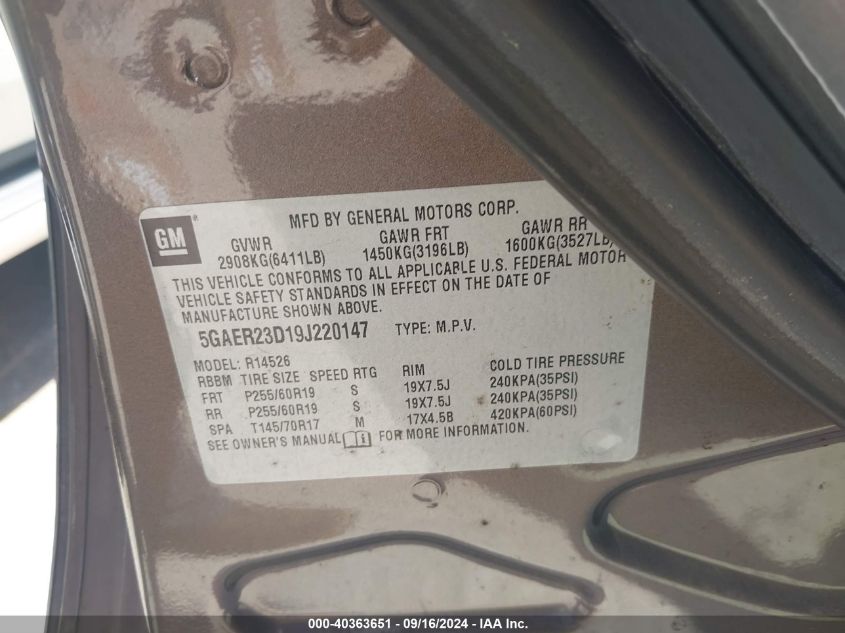 GM
MFD BY GENERAL MOTORS CORP.
GVWR GAWR FRT GAWR RR
2908KG(6411LB) 1450KG(3196LB) 1600KG(3527LB)
THIS VEHICLE CONFORMS TO ALL APPLICABLE U.S. FEDERAL MOTOR
VEHICLE SAFETY STANDARDS IN EFFECT ON THE DATE OF
MANUFACTURE SHOWN ABOVE.
5GAER23D19J220147 TYPE: M.P.V.
MODEL: R14526
RBBM TIRE SIZE SPEED RTG RIM COLD TIRE PRESSURE
FRT P255/60R19 S 19X7.5J 240KPA(35PSI)
RR P255/60R19 S 19X7.5J 240KPA(35PSI)
SPA T145/70R17 M 17X4.5B 420KPA(60PSI)
SEE OWNER'S MANUAL FOR MORE INFORMATION.
000-40363651 - 09/16/2024 - IAA Inc.